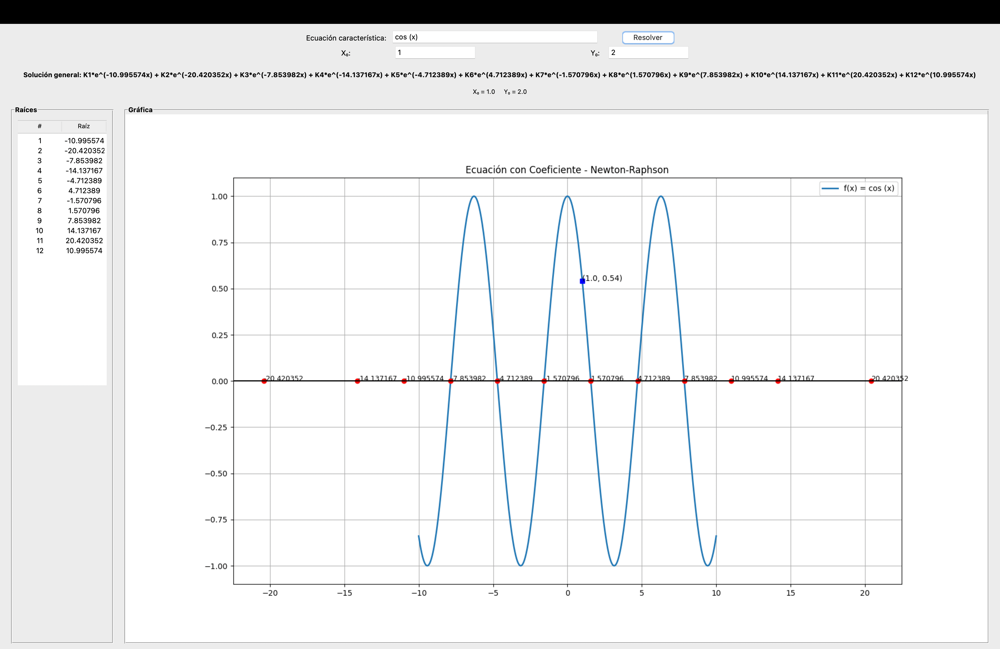 Ecuación característica: cos (x) Resolver
X₀: 1 Y₀: 2
Solución general: K1*e^(-10.995574x) + K2*e^(-20.420352x) + K3*e^(-7.853982x) + K4*e^(-14.137167x) + K5*e^(-4.712389x) + K6*e^(4.712389x) + K7*e^(-1.570796x) + K8*e^(1.570796x) + K9*e^(7.853982x) + K10*e^(14.137167x) + K11*e^(20.420352x) + K12*e^(10.995574x)
X₀ = 1.0 Y₀ = 2.0
Raíces
# Raíz
1 -10.995574
2 -20.420352
3 -7.853982
4 -14.137167
5 -4.712389
6 4.712389
7 -1.570796
8 1.570796
9 7.853982
10 14.137167
11 20.420352
12 10.995574
Gráfica
Ecuación con Coeficiente - Newton-Raphson
f(x) = cos (x)
1.00
0.75
(1.0, 0.54)
0.50
0.25
-20.420352 -14.137167 -10.995574 -7.853982 -4.712389 -1.570796 1.570796 4.712389 7.853982 10.995574 14.137167 20.420352
0.00
−0.25
−0.50
−0.75
−1.00
−20 −15 −10 −5 0 5 10 15 20